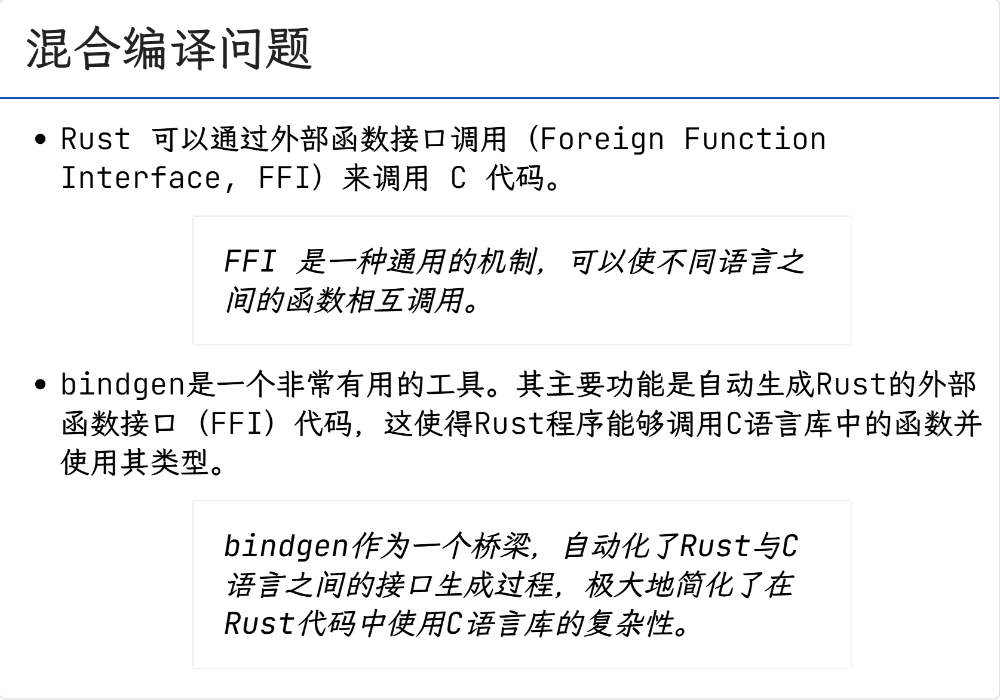 混合编译问题
Rust 可以通过外部函数接口调用（Foreign Function
Interface, FFI）来调用 C 代码。
FFI 是一种通用的机制，可以使不同语言之
间的函数相互调用。
bindgen是一个非常有用的工具。其主要功能是自动生成Rust的外部
函数接口（FFI）代码，这使得Rust程序能够调用C语言库中的函数并
使用其类型。
bindgen作为一个桥梁，自动化了Rust与C
语言之间的接口生成过程，极大地简化了在
Rust代码中使用C语言库的复杂性。